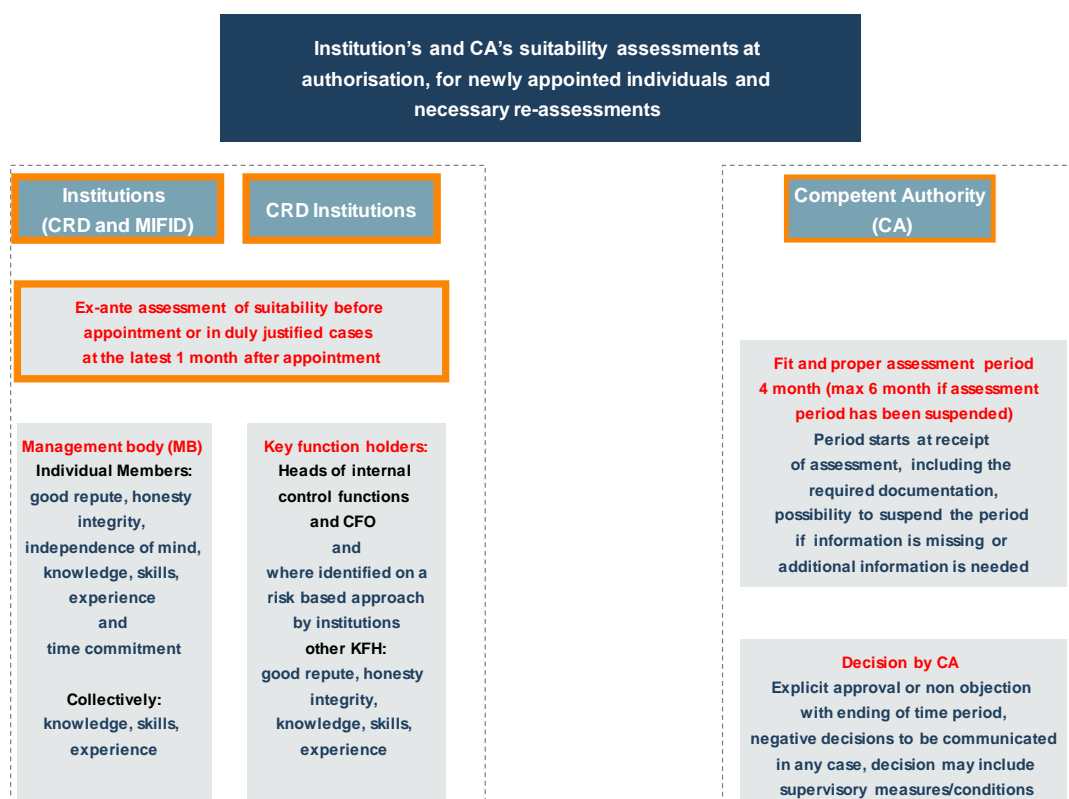 Institution’s and CA’s suitability assessments at
authorisation, for newly appointed individuals and
necessary re-assessments
Institutions
(CRD and MIFID)
CRD Institutions
Competent Authority
(CA)
Ex-ante assessment of suitability before
appointment or in duly justified cases
at the latest 1 month after appointment
Management body (MB)
Individual Members:
good repute, honesty
integrity,
independence of mind,
knowledge, skills,
experience
and
time commitment
Collectively:
knowledge, skills,
experience
Key function holders:
Heads of internal
control functions
and CFO
and
where identified on a
risk based approach
by institutions
other KFH:
good repute, honesty
integrity,
knowledge, skills,
experience
Fit and proper assessment period
4 month (max 6 month if assessment
period has been suspended)
Period starts at receipt
of assessment, including the
required documentation,
possibility to suspend the period
if information is missing or
additional information is needed
Decision by CA
Explicit approval or non objection
with ending of time period,
negative decisions to be communicated
in any case, decision may include
supervisory measures/conditions